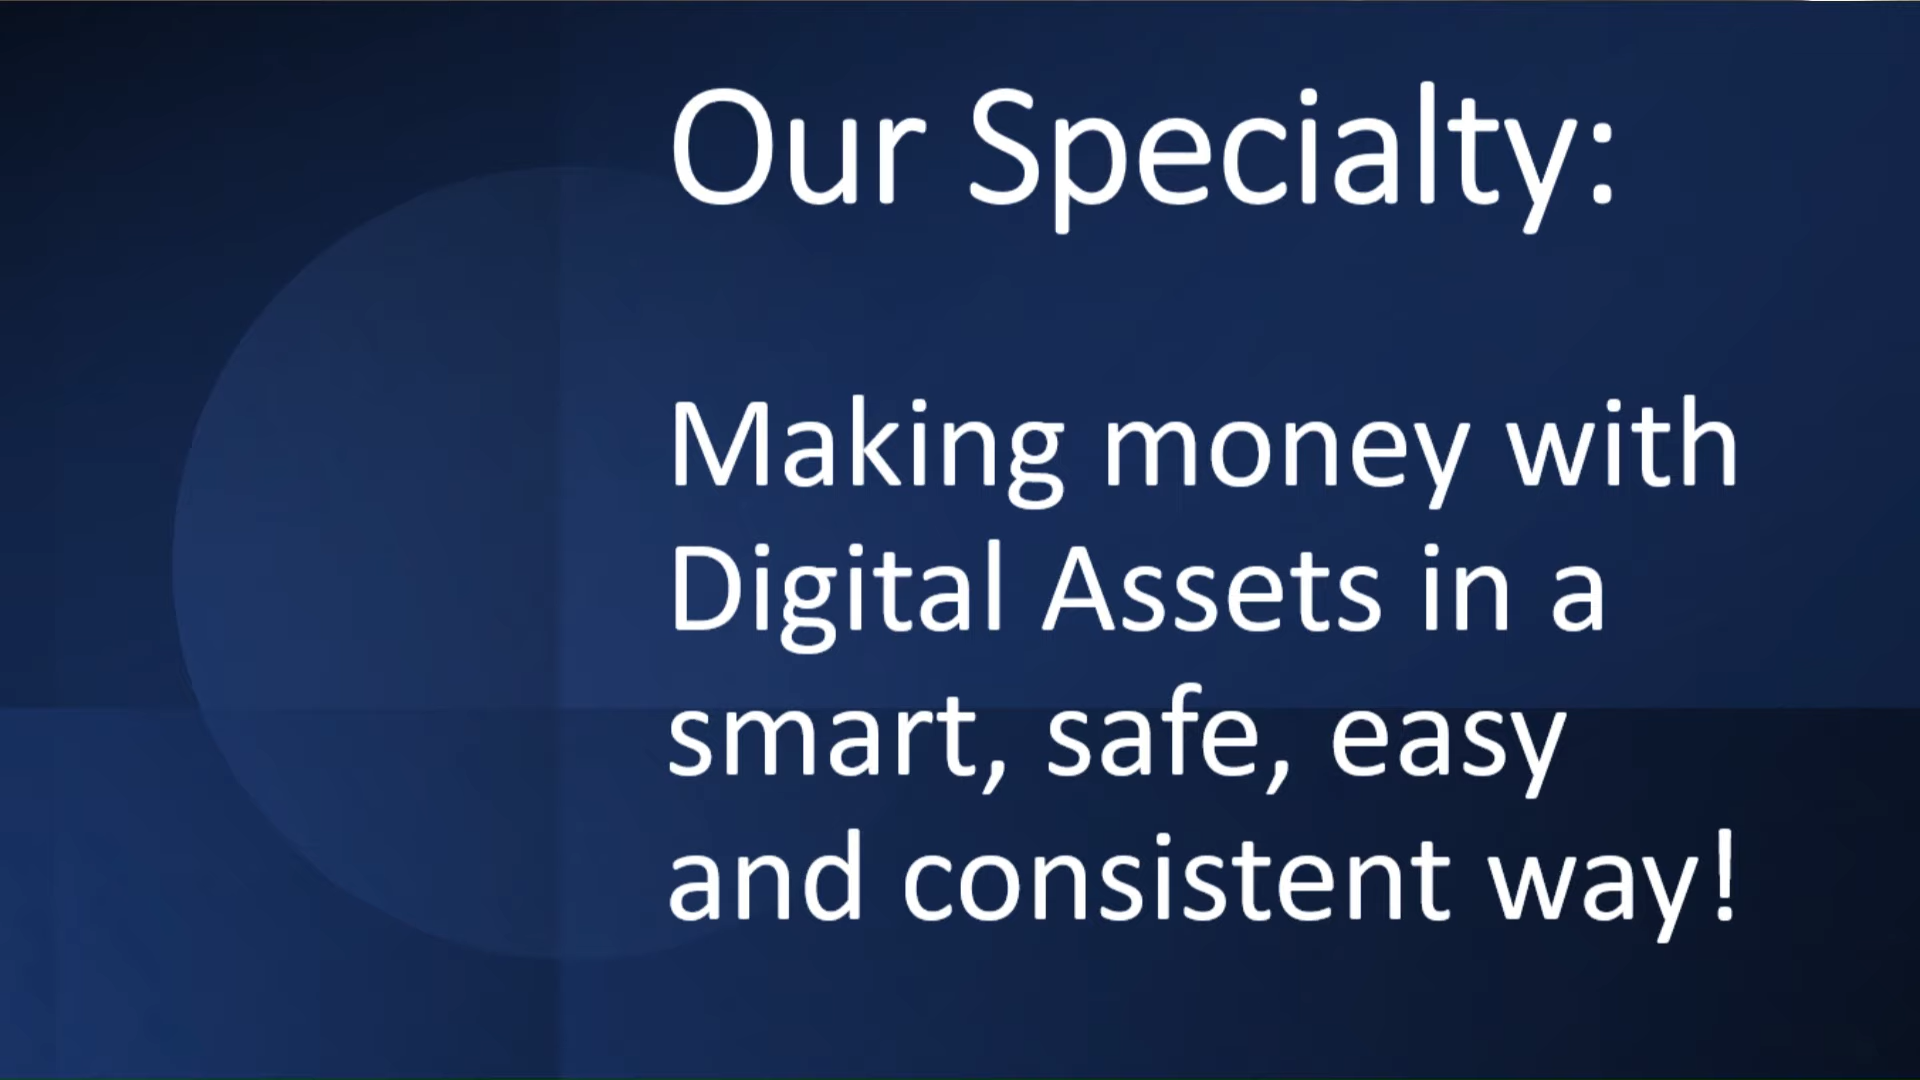 Our Specialty:
Making money with
Digital Assets in a
smart, safe, easy
and consistent way!